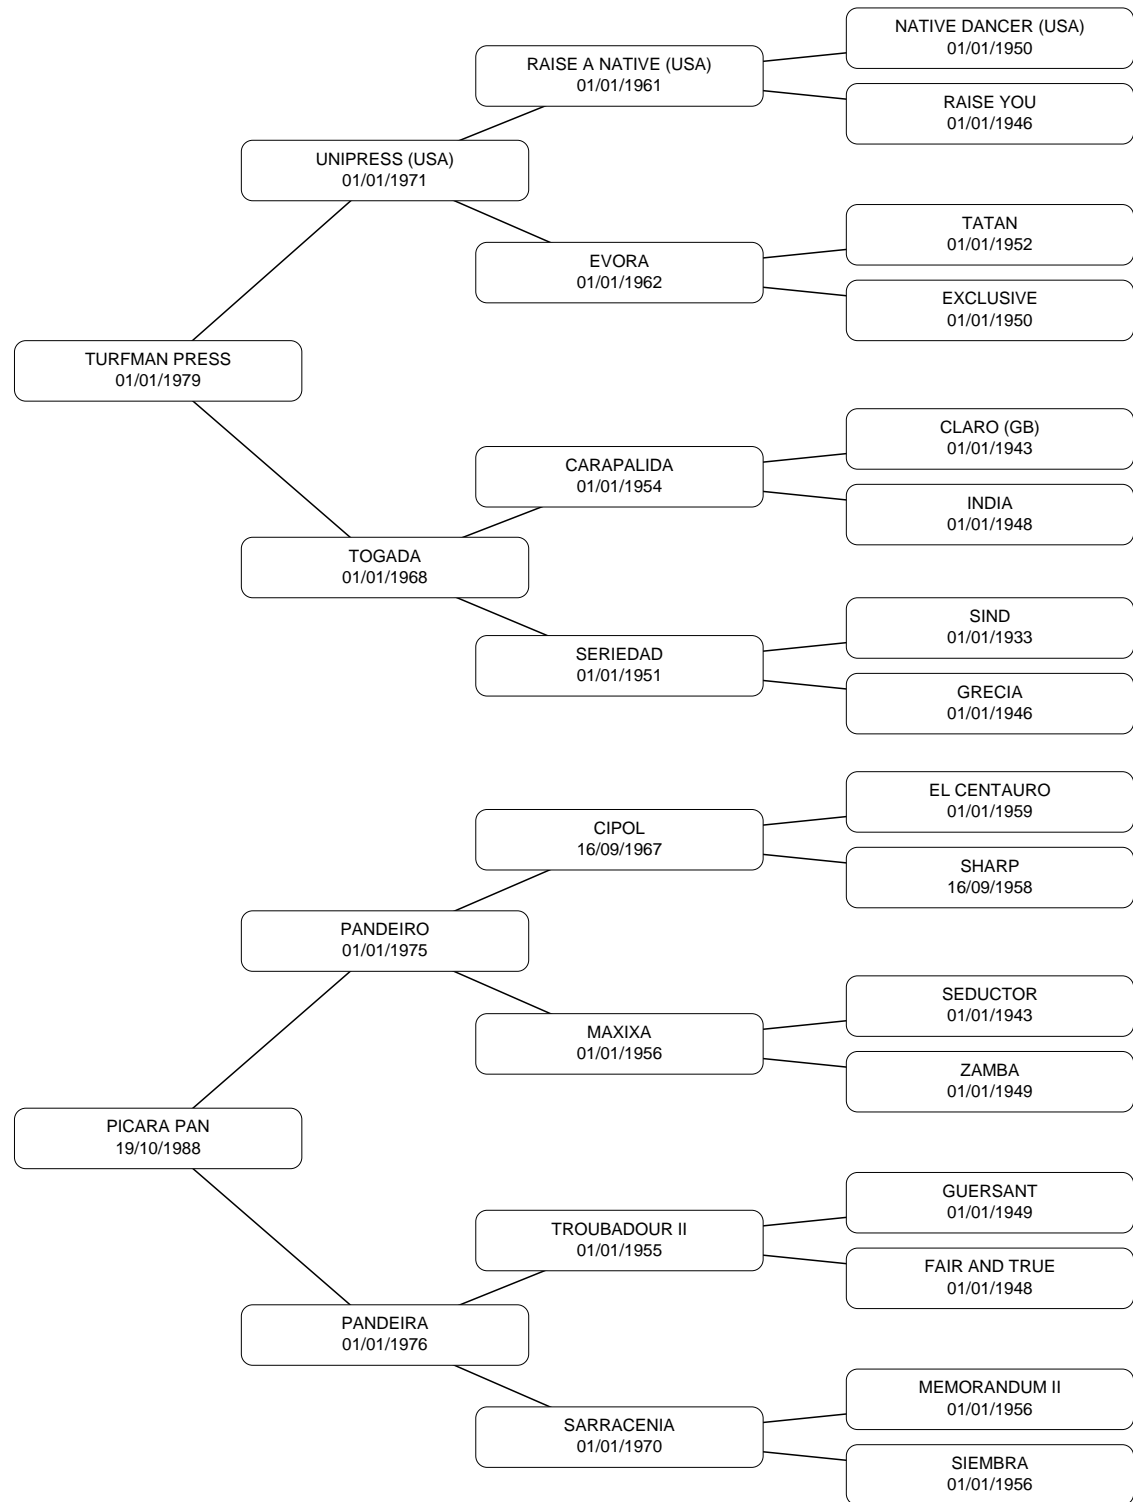 NATIVE DANCER (USA)
01/01/1950
RAISE A NATIVE (USA)
01/01/1961
RAISE YOU
01/01/1946
UNIPRESS (USA)
01/01/1971
TATAN
01/01/1952
EVORA
01/01/1962
EXCLUSIVE
01/01/1950
TURFMAN PRESS
01/01/1979
CLARO (GB)
01/01/1943
CARAPALIDA
01/01/1954
INDIA
01/01/1948
TOGADA
01/01/1968
SIND
01/01/1933
SERIEDAD
01/01/1951
GRECIA
01/01/1946
EL CENTAURO
01/01/1959
CIPOL
16/09/1967
SHARP
16/09/1958
PANDEIRO
01/01/1975
SEDUCTOR
01/01/1943
MAXIXA
01/01/1956
ZAMBA
01/01/1949
PICARA PAN
19/10/1988
GUERSANT
01/01/1949
TROUBADOUR II
01/01/1955
FAIR AND TRUE
01/01/1948
PANDEIRA
01/01/1976
MEMORANDUM II
01/01/1956
SARRACENIA
01/01/1970
SIEMBRA
01/01/1956